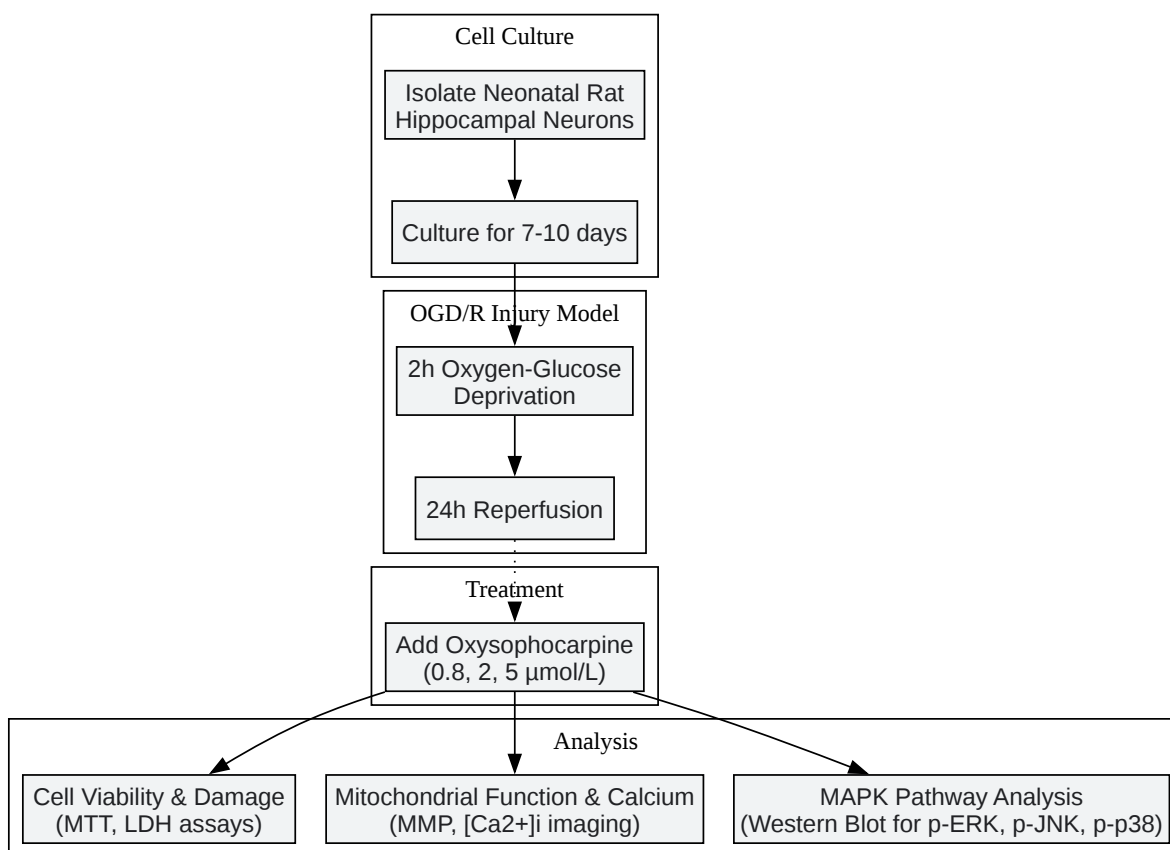 Cell Culture
Isolate Neonatal Rat
Hippocampal Neurons
Culture for 7-10 days
OGD/R Injury Model
2h Oxygen-Glucose
Deprivation
24h Reperfusion
Treatment
Add Oxysophocarpine
(0.8, 2, 5 µmol/L)
Analysis
Cell Viability & Damage
(MTT, LDH assays)
Mitochondrial Function & Calcium
(MMP, [Ca2+]i imaging)
MAPK Pathway Analysis
(Western Blot for p-ERK, p-JNK, p-p38)